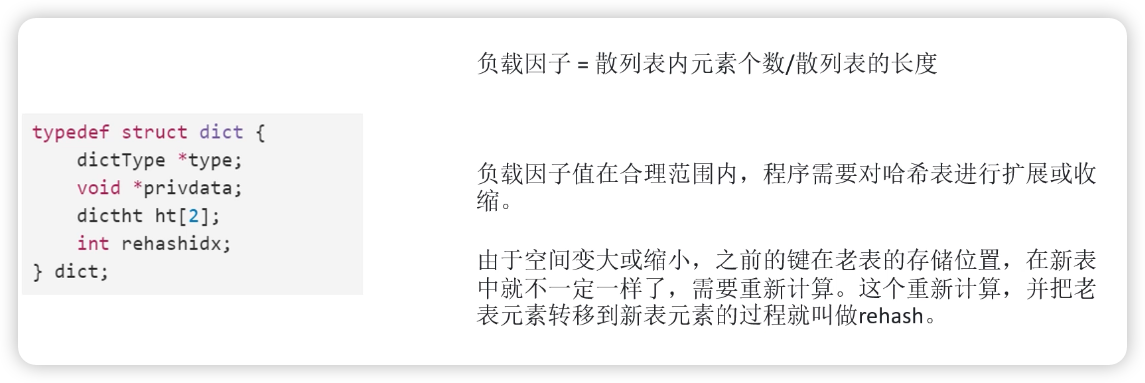 负载因子 = 散列表内元素个数/散列表的长度
typedef struct dict {
    dictType *type;
    void *privdata;
    dictht ht[2];
    int rehashidx;
} dict;
负载因子值在合理范围内，程序需要对哈希表进行扩展或收
缩。
由于空间变大或缩小，之前的键在老表的存储位置，在新表
中就不一定一样了，需要重新计算。这个重新计算，并把老
表元素转移到新表元素的过程就叫做rehash。